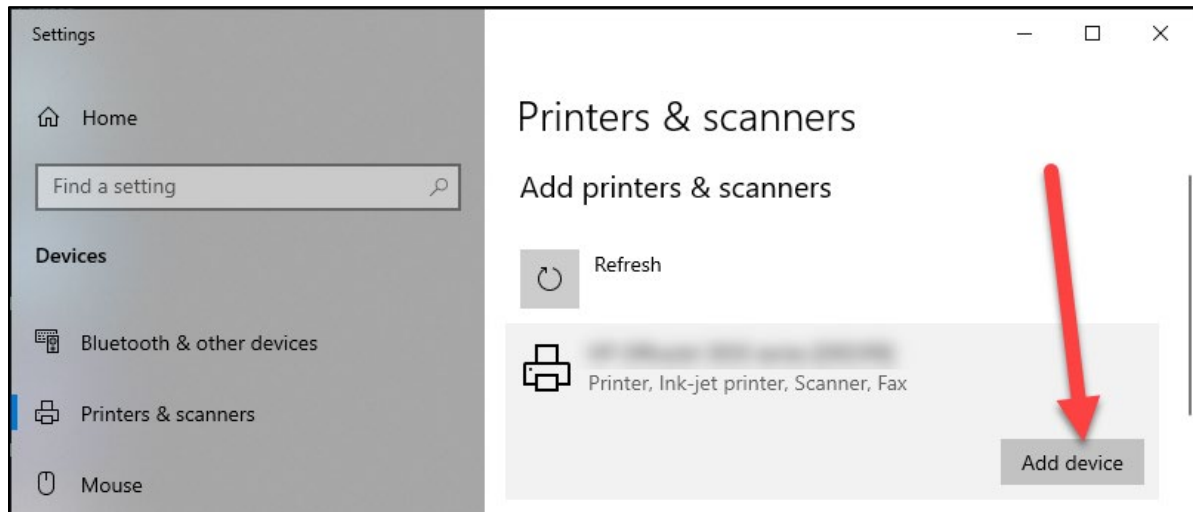 Settings
Home
Find a setting
Devices
Bluetooth & other devices
Printers & scanners
Mouse
Printers & scanners
Add printers & scanners
Refresh
Printer, Ink-jet printer, Scanner, Fax
Add device